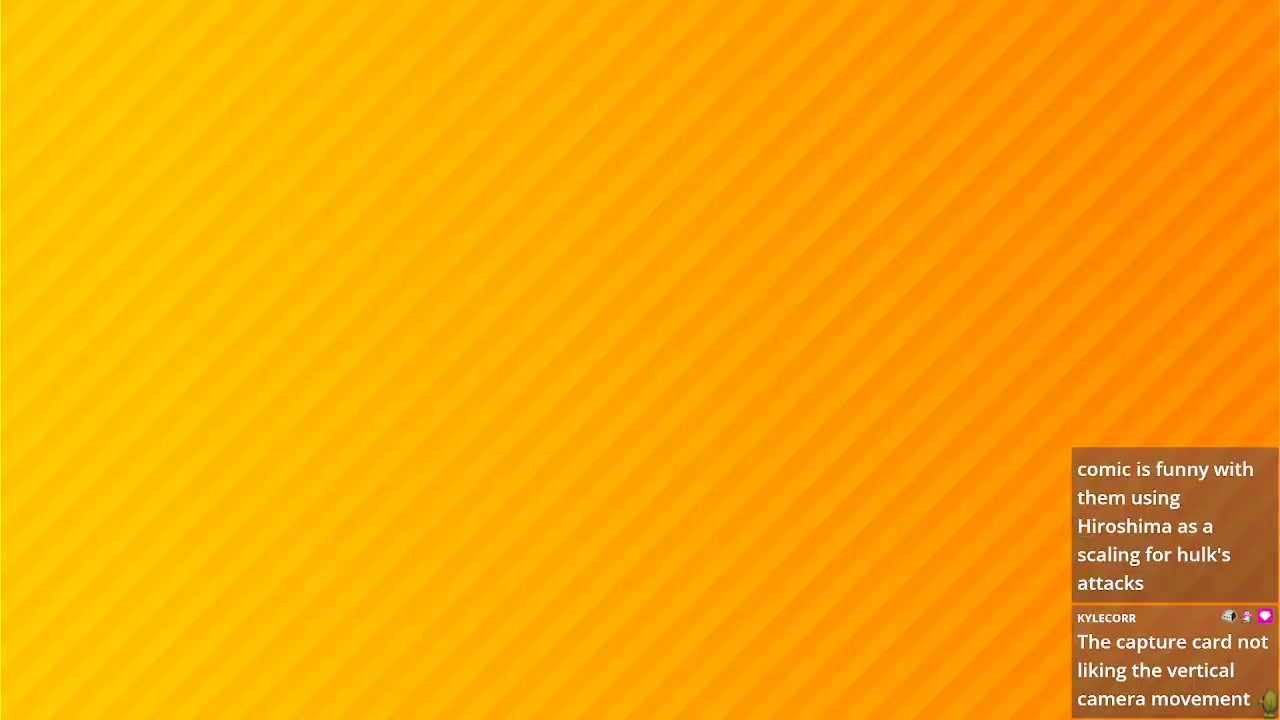 comic is funny with
them using
Hiroshima as a
scaling for hulk's
attacks
KYLECORR
The capture card not
liking the vertical
camera movement